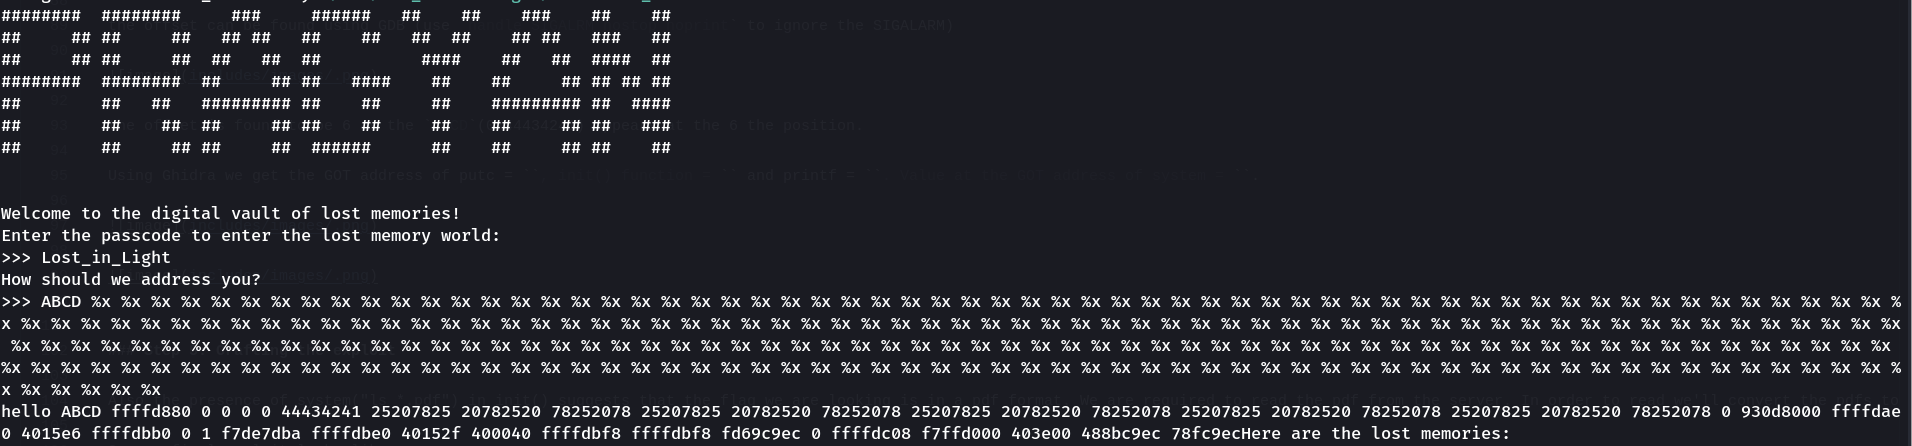 ########  ########     ###     ######   ##    ##    ###    ##    ##
##     ## ##     ##   ## ##   ##    ##   ##  ##    ## ##   ###   ##
##     ## ##     ##  ##   ##  ##          ####    ##   ##  ####  ##
########  ######## ##     ## ##   ####    ##    ##     ## ## ## ##
##        ##   ##   ######### ##    ##     ##    ######### ##  ####
##        ##    ##  ##     ## ##    ##     ##    ##     ## ##   ###
##        ##     ## ##     ##  ######      ##    ##     ## ##    ##
Welcome to the digital vault of lost memories!
Enter the passcode to enter the lost memory world:
>>> Lost_in_Light
How should we address you?
>>> ABCD %x %x %x %x %x %x %x %x %x %x %x %x %x %x %x %x %x %x %x %x %x %x %x %x %x %x %x %x %x %x %x %x %x %x %x %x %x %x %x %x %x %x %x %x %x %x %x %x %x %x %x %x %x %x %x %x %x %x %x %x %
x %x %x %x %x %x %x %x %x %x %x %x %x %x %x %x %x %x %x %x %x %x %x %x %x %x %x %x %x %x %x %x %x %x %x %x %x %x %x %x %x %x %x %x %x %x %x %x %x %x %x %x %x %x %x %x %x %x %x %x %x %x %x %x
 %x %x %x %x %x %x %x %x %x %x %x %x %x %x %x %x %x %x %x %x %x %x %x %x %x %x %x %x %x %x %x %x %x %x %x %x %x %x %x %x %x %x %x %x %x %x %x %x %x %x %x %x %x %x %x %x %x %x %x %x %x %x %x
%x %x %x %x %x %x %x %x %x %x %x %x %x %x %x %x %x %x %x %x %x %x %x %x %x %x %x %x %x %x %x %x %x %x %x %x %x %x %x %x %x %x %x %x %x %x %x %x %x %x %x %x %x %x %x %x %x %x %x %x %x %x %x %
x %x %x %x %x %x
hello ABCD ffffd880 0 0 0 0 44434241 25207825 20782520 78252078 25207825 20782520 78252078 25207825 20782520 78252078 25207825 20782520 78252078 25207825 20782520 78252078 0 930d8000 ffffdae
0 4015e6 ffffdbb0 0 1 f7de7dba ffffdbe0 40152f 400040 ffffdbf8 ffffdbf8 fd69c9ec 0 ffffdc08 f7ffd000 403e00 488bc9ec 78fc9ecHere are the lost memories: